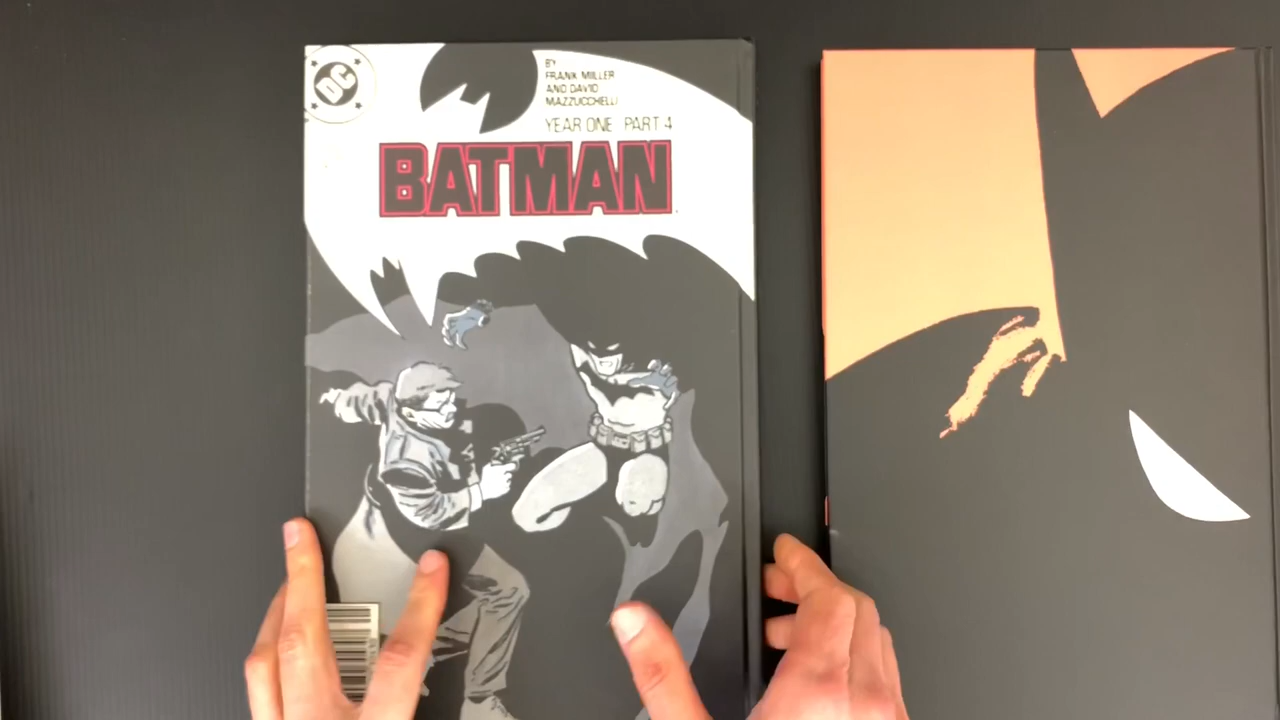 DC
BY
FRANK MILLER
AND DAVID
MAZZUCCHELLI
YEAR ONE PART 4
BATMAN